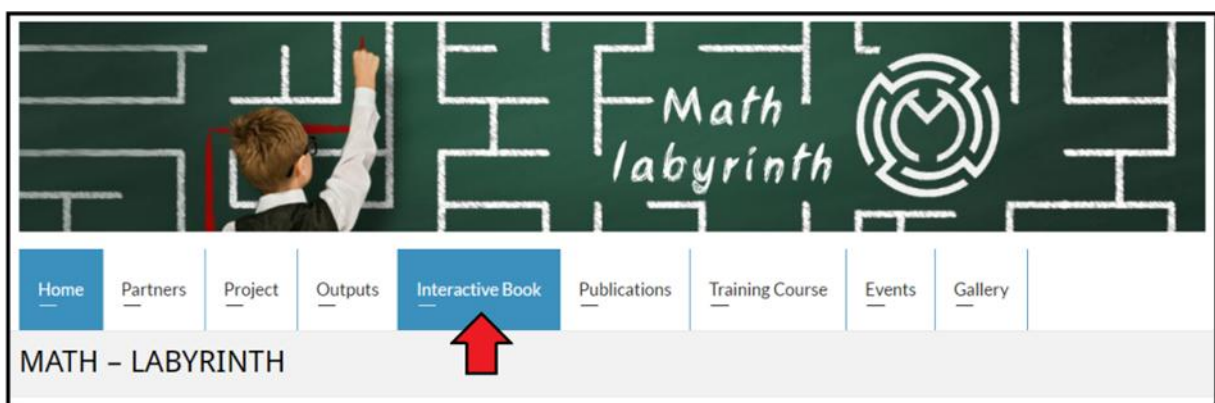 Math
labyrinth
Home Partners Project Outputs Interactive Book Publications Training Course Events Gallery
MATH – LABYRINTH